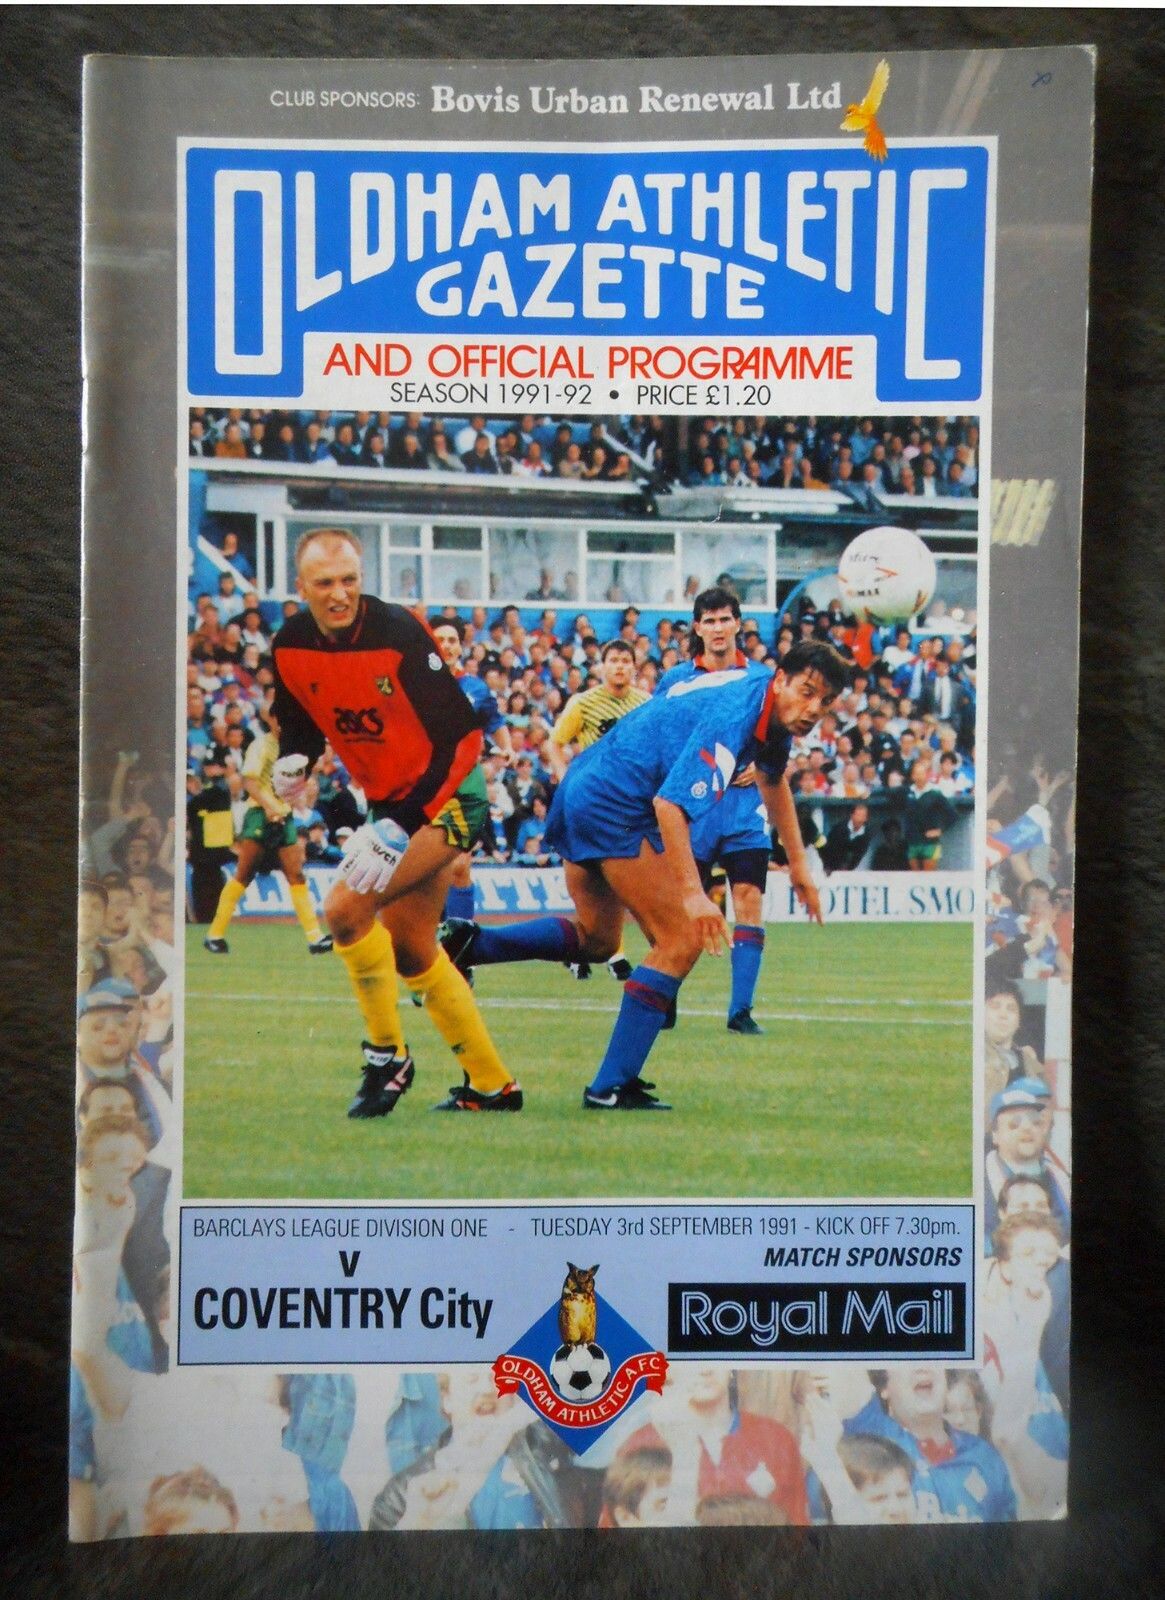 CLUB SPONSORS: Bovis Urban Renewal Ltd
OLDHAM ATHLETIC
GAZETTE
AND OFFICIAL PROGRAMME
SEASON 1991-92 • PRICE £1.20
asics
HOTEL SMO
BARCLAYS LEAGUE DIVISION ONE - TUESDAY 3rd SEPTEMBER 1991 - KICK OFF 7.30pm.
V
COVENTRY City
MATCH SPONSORS
Royal Mail
OLDHAM ATHLETIC A.F.C